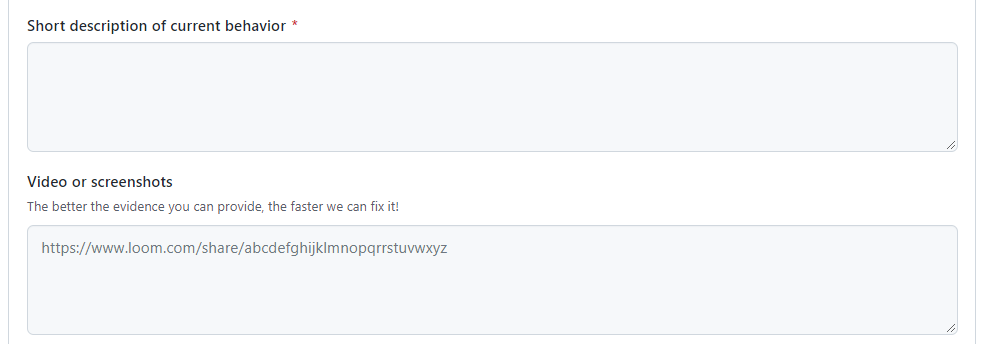 Short description of current behavior *
Video or screenshots
The better the evidence you can provide, the faster we can fix it!
https://www.loom.com/share/abcdefghijklmnopqrrstuvwxyz